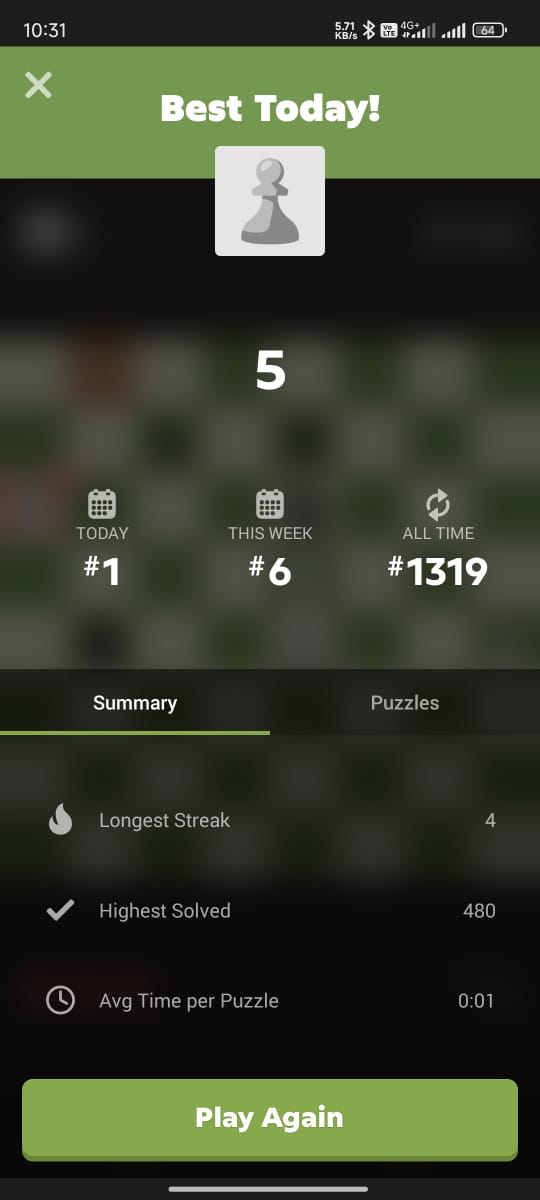 10:31
5.71
KB/s
Vo
LTE
4G+
64
Best Today!
5
TODAY
THIS WEEK
ALL TIME
#1
#6
#1319
Summary
Puzzles
Longest Streak
4
Highest Solved
480
Avg Time per Puzzle
0:01
Play Again